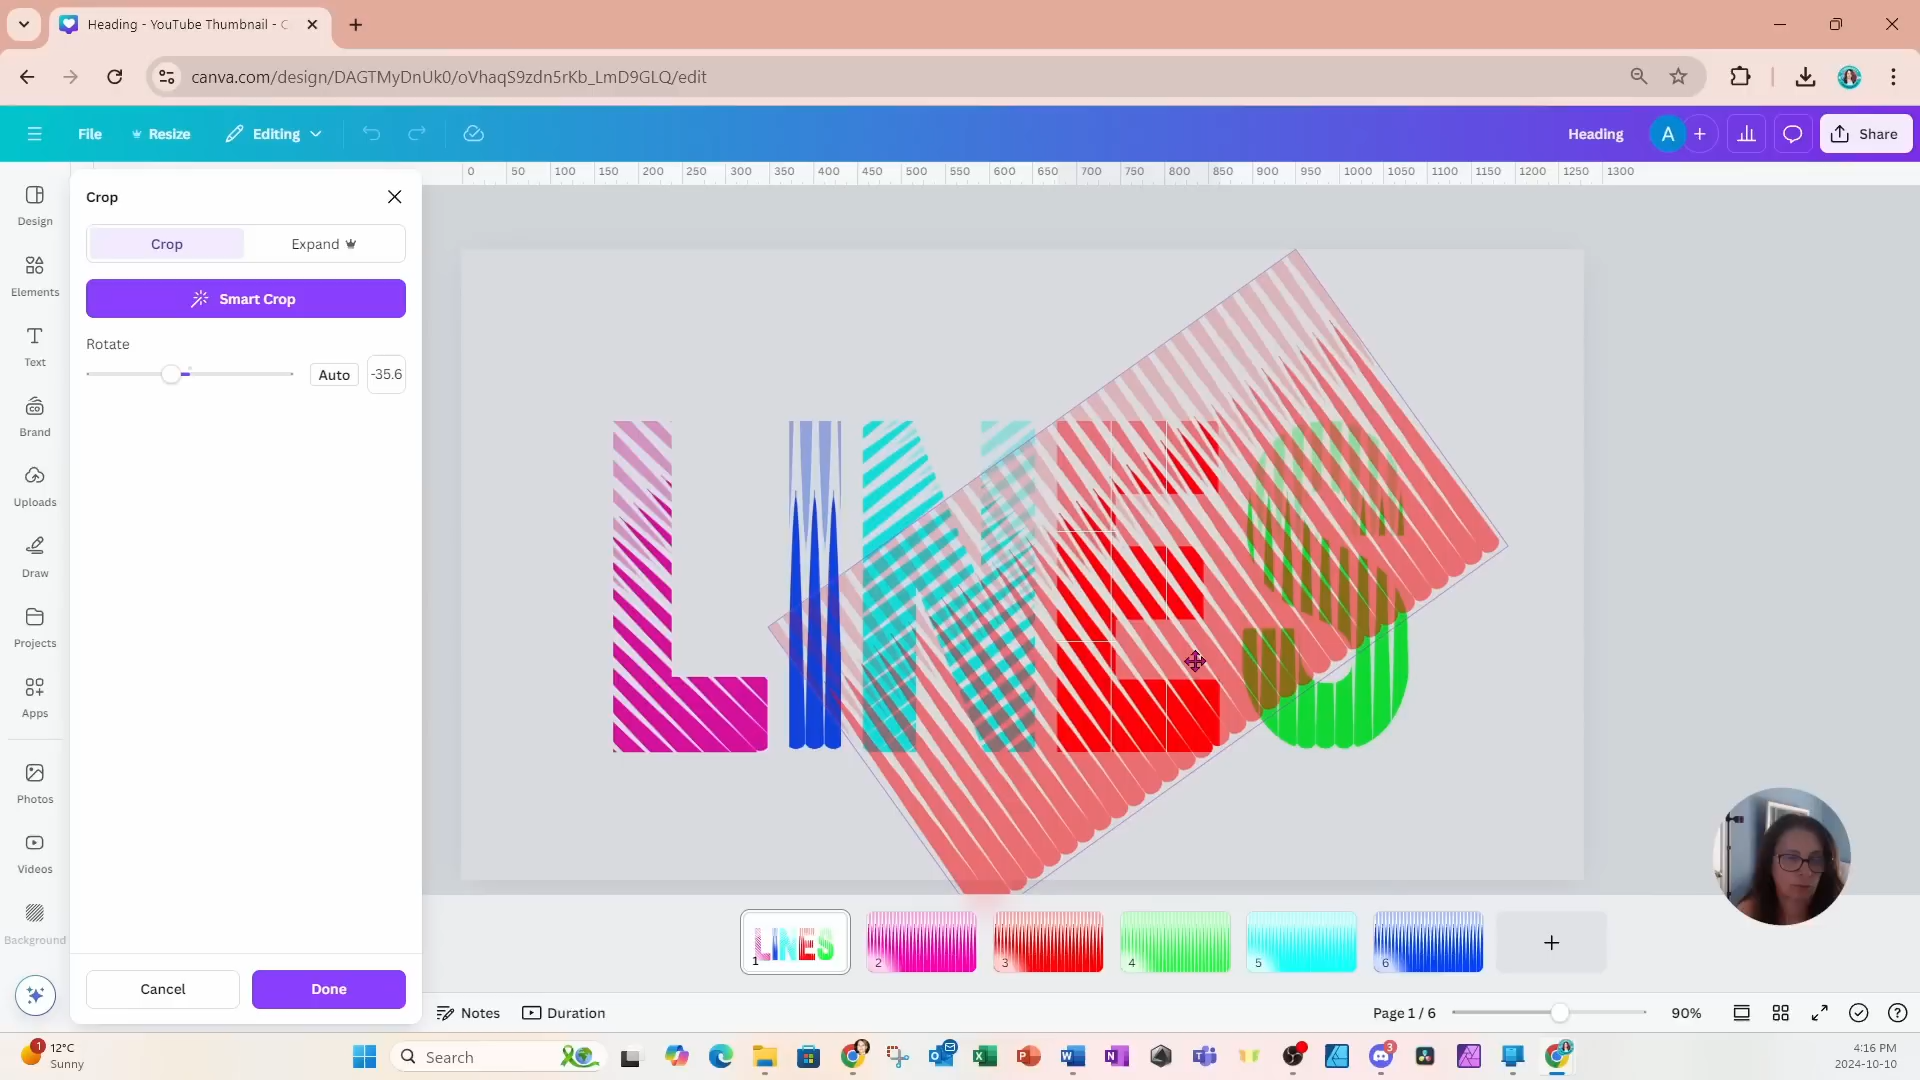 Heading - YouTube Thumbnail - C
canva.com/design/DAGTMyDnUk0/oVhaqS9zdn5rKb_LmD9GLQ/edit
File
Resize
Editing
Heading
A
Share
0 50 100 150 200 250 300 350 400 450 500 550 600 650 700 750 800 850 900 950 1000 1050 1100 1150 1200 1250 1300
Design
Elements
Text
Brand
Uploads
Draw
Projects
Apps
Photos
Videos
Background
Crop
Crop
Expand
Smart Crop
Rotate
Auto
-35.6
Cancel
Done
LINES
LINES
1
2
3
4
5
6
Notes
Duration
Page 1 / 6
90%
1
12°C
Sunny
Search
3
4:16 PM
2024-10-10